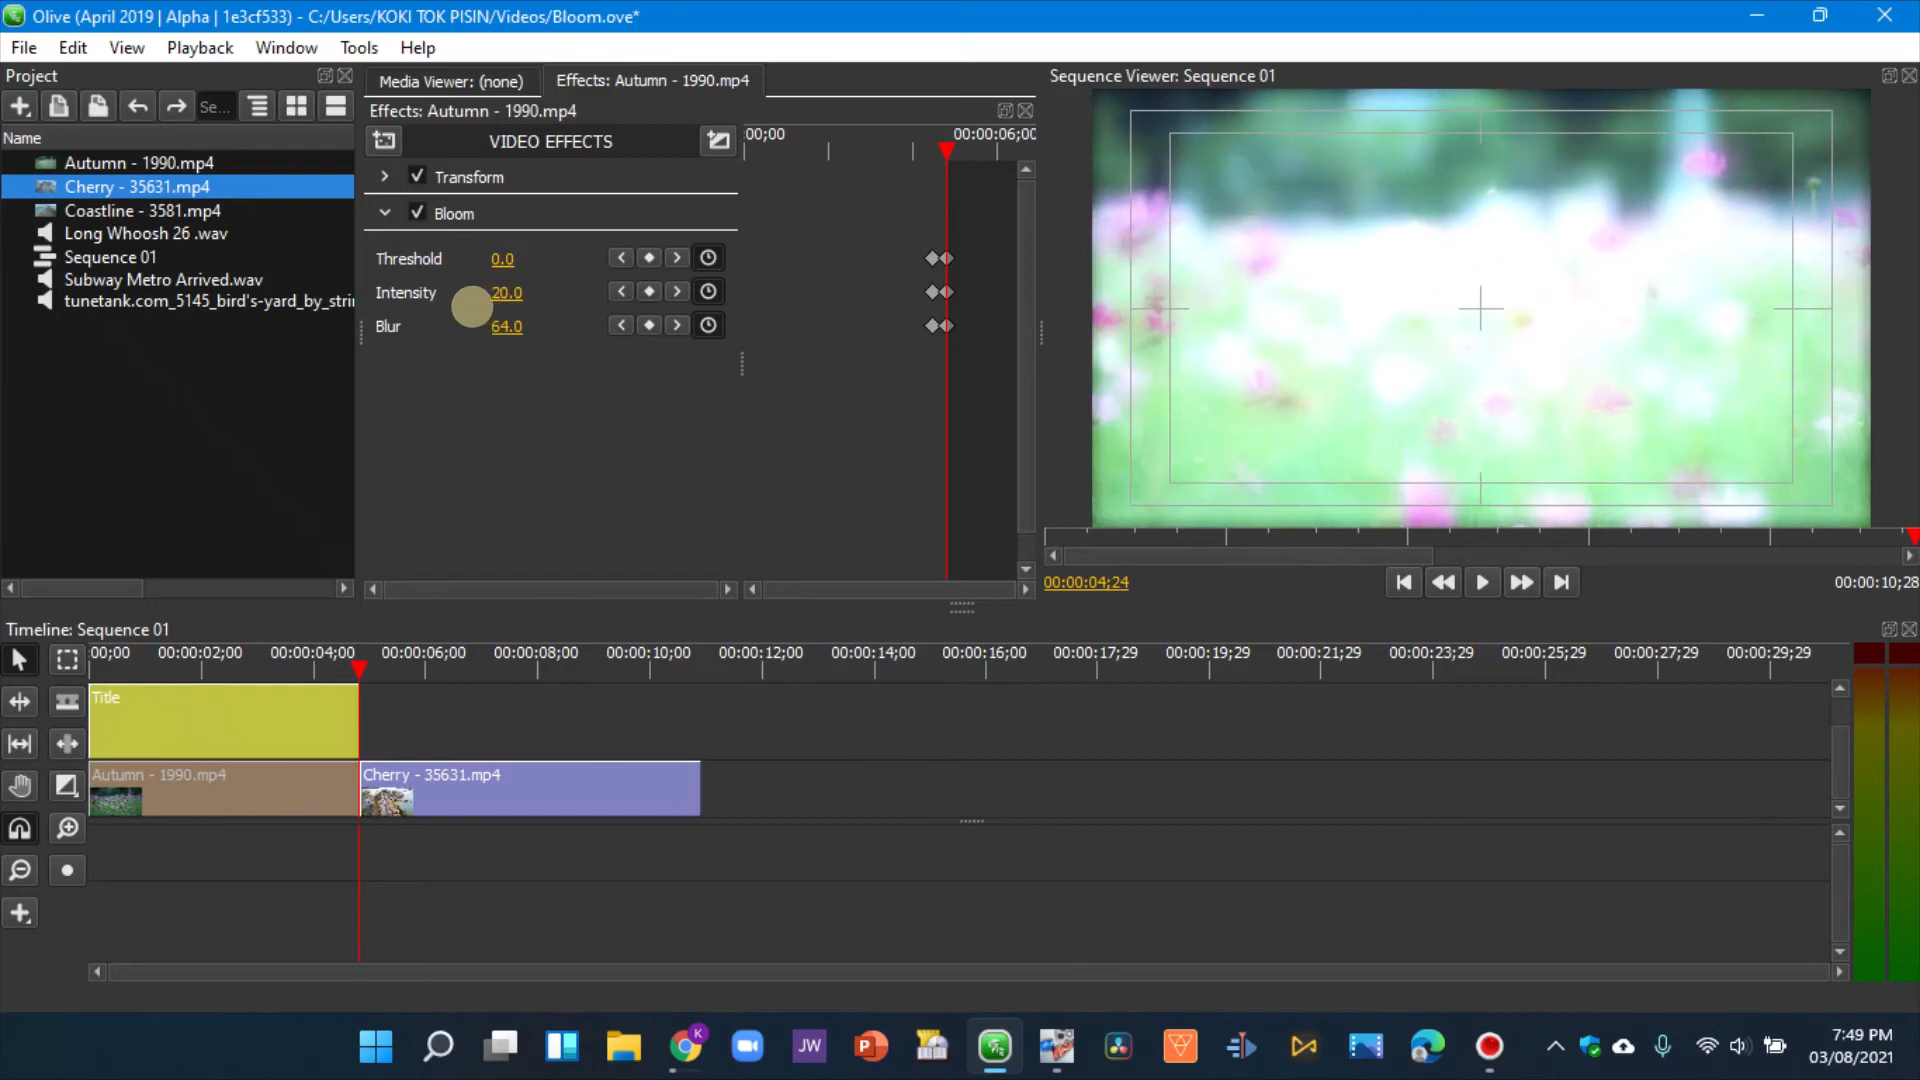 Olive (April 2019 | Alpha | 1e3cf533) - C:/Users/KOKI TOK PISIN/Videos/Bloom.ove*
File Edit View Playback Window Tools Help
Project
Se...
Name
Autumn - 1990.mp4
Cherry - 35631.mp4
Coastline - 3581.mp4
Long Whoosh 26 .wav
Sequence 01
Subway Metro Arrived.wav
tunetank.com_5145_bird's-yard_by_stri
Media Viewer: (none) Effects: Autumn - 1990.mp4
Effects: Autumn - 1990.mp4
VIDEO EFFECTS
:00;00 00:00:06;00
Transform
Bloom
Threshold 0.0
Intensity 20.0
Blur 64.0
Sequence Viewer: Sequence 01
00:00:04;24 00:00:10;28
Timeline: Sequence 01
:00;00 00:00:02;00 00:00:04;00 00:00:06;00 00:00:08;00 00:00:10;00 00:00:12;00 00:00:14;00 00:00:16;00 00:00:17;29 00:00:19;29 00:00:21;29 00:00:23;29 00:00:25;29 00:00:27;29 00:00:29;29
Title
Autumn - 1990.mp4 Cherry - 35631.mp4
K
JW
P
7:49 PM
03/08/2021